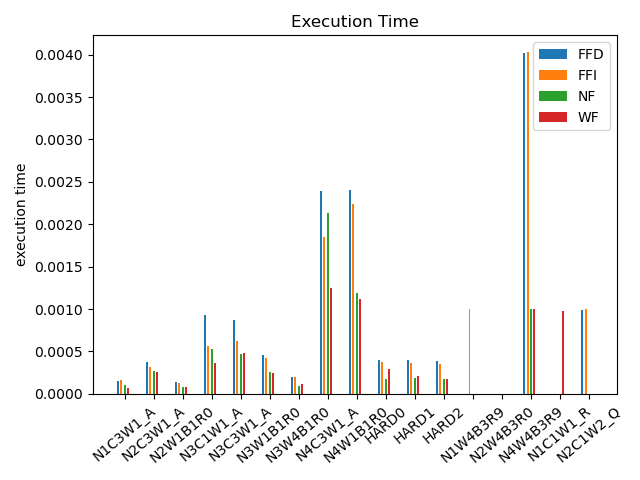 Execution Time
execution time
0.0040
0.0035
0.0030
0.0025
0.0020
0.0015
0.0010
0.0005
0.0000
FFD
FFI
NF
WF
N1C3W1_A
N2C3W1_A
N2W1B1R0
N3C1W1_A
N3C3W1_A
N3W1B1R0
N3W4B1R0
N4C3W1_A
N4W1B1R0
HARD0
HARD1
HARD2
N1W4B3R9
N2W4B3R0
N4W4B3R9
N1C1W1_R
N2C1W2_Q